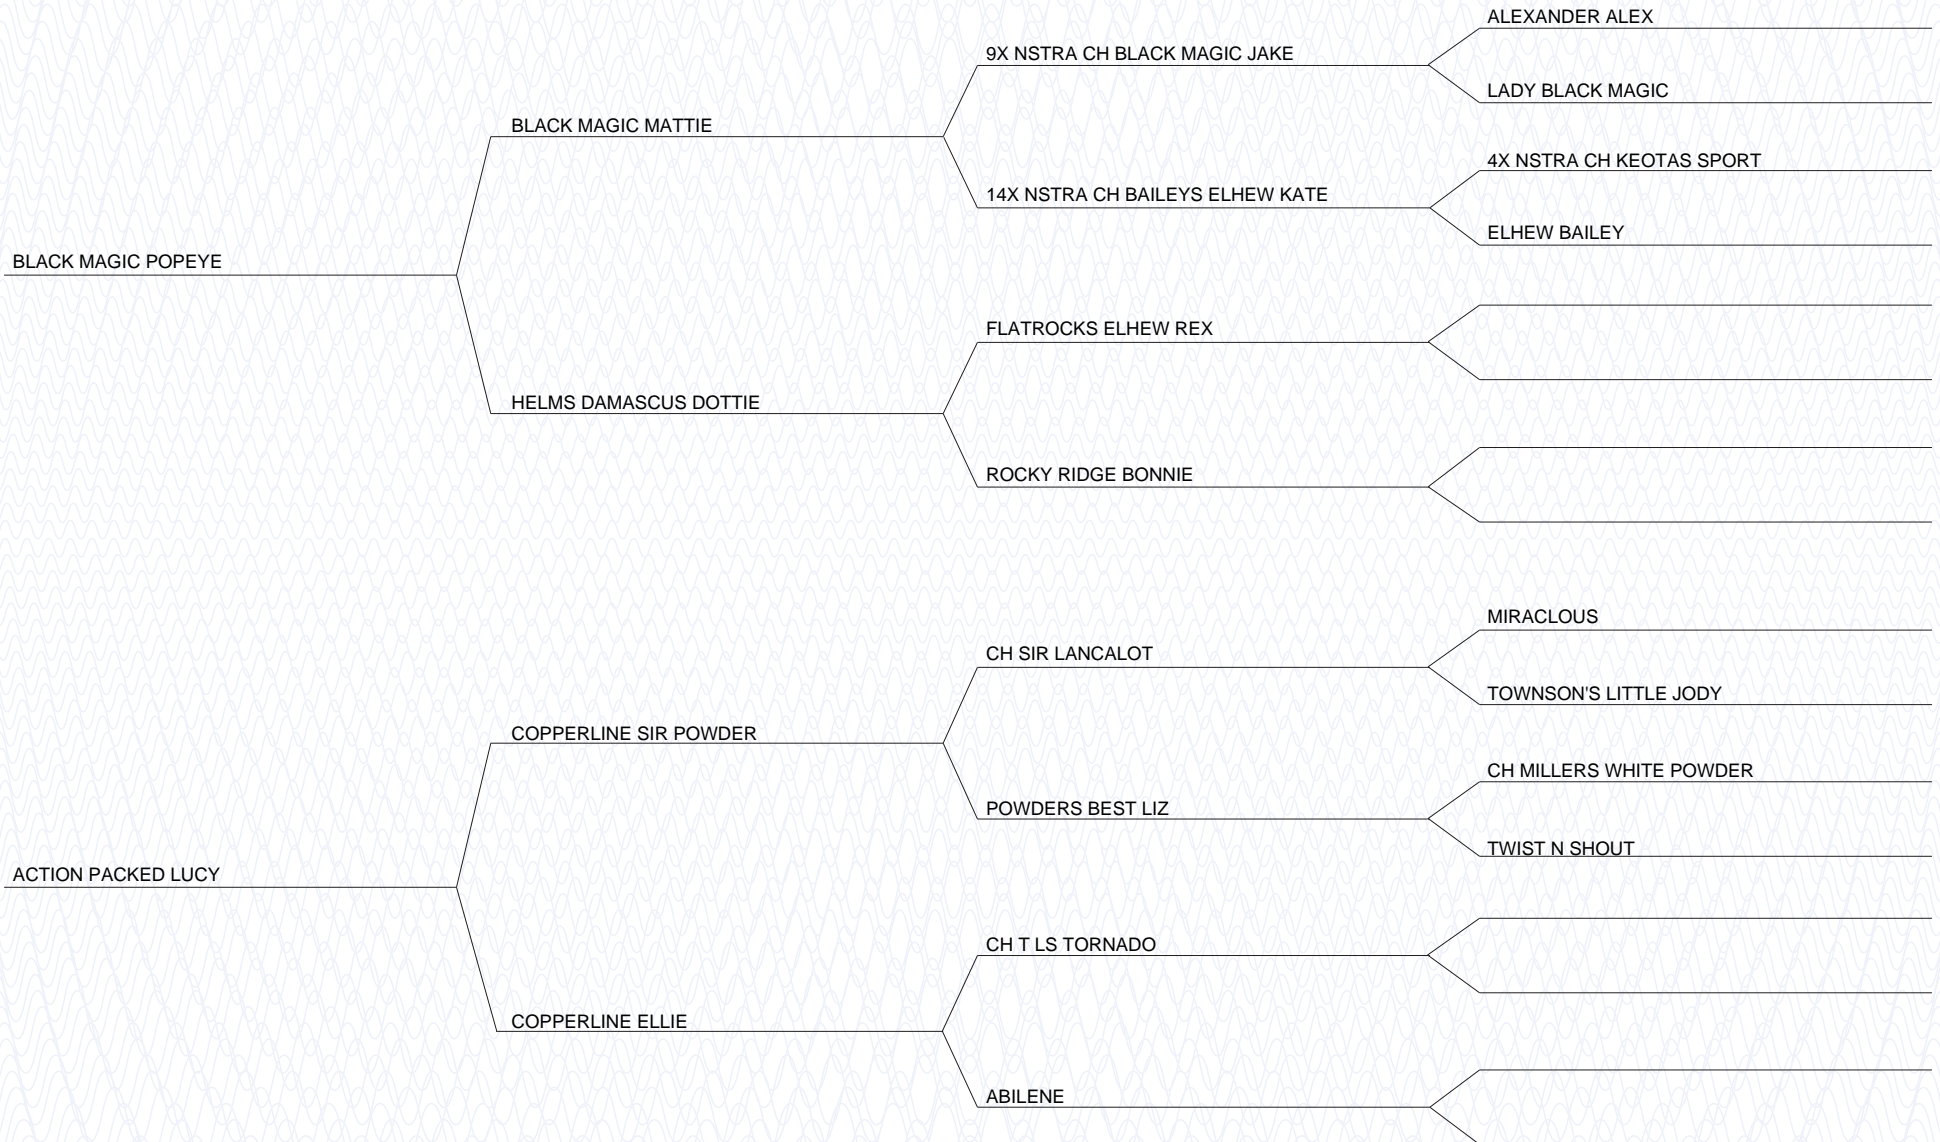 ALEXANDER ALEX
9X NSTRA CH BLACK MAGIC JAKE
LADY BLACK MAGIC
BLACK MAGIC MATTIE
4X NSTRA CH KEOTAS SPORT
14X NSTRA CH BAILEYS ELHEW KATE
ELHEW BAILEY
BLACK MAGIC POPEYE
FLATROCKS ELHEW REX
HELMS DAMASCUS DOTTIE
ROCKY RIDGE BONNIE
MIRACLOUS
CH SIR LANCALOT
TOWNSON'S LITTLE JODY
COPPERLINE SIR POWDER
CH MILLERS WHITE POWDER
POWDERS BEST LIZ
TWIST N SHOUT
ACTION PACKED LUCY
CH T LS TORNADO
COPPERLINE ELLIE
ABILENE